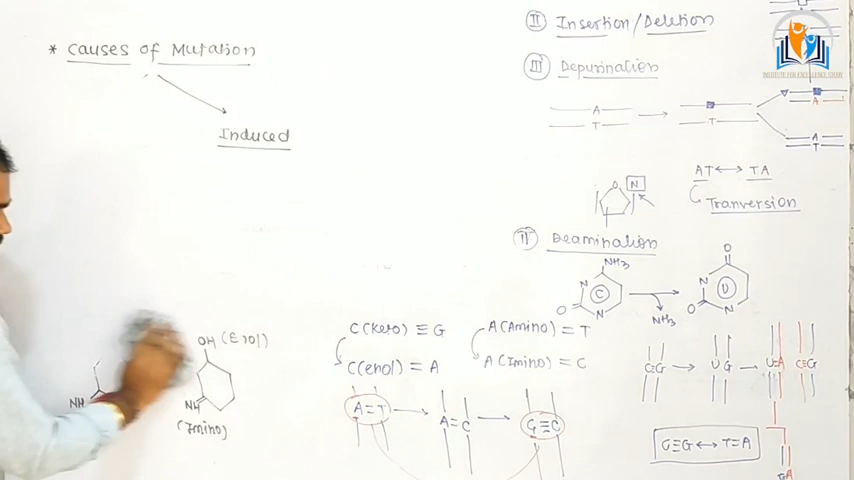 * Causes of Mutation
Induced
II Insertion/Deletion
INSTITUTE FOR EXCELLENCE STUDY
III Depurination
A
T
T
A
A
T
AT ↔ TA
Tranversion
O
N
IV Deamination
NH3
N
C
O
N
NH3
O
N
U
O
N
OH (Enol)
NH
NH
(Imino)
C(Keto) ≡ G
C(enol) = A
A(Amino) = T
A(Imino) = C
A=T
A=C
G≡C
C≡G
U G
U=A
C≡G
C≡G ↔ T=A
T=A